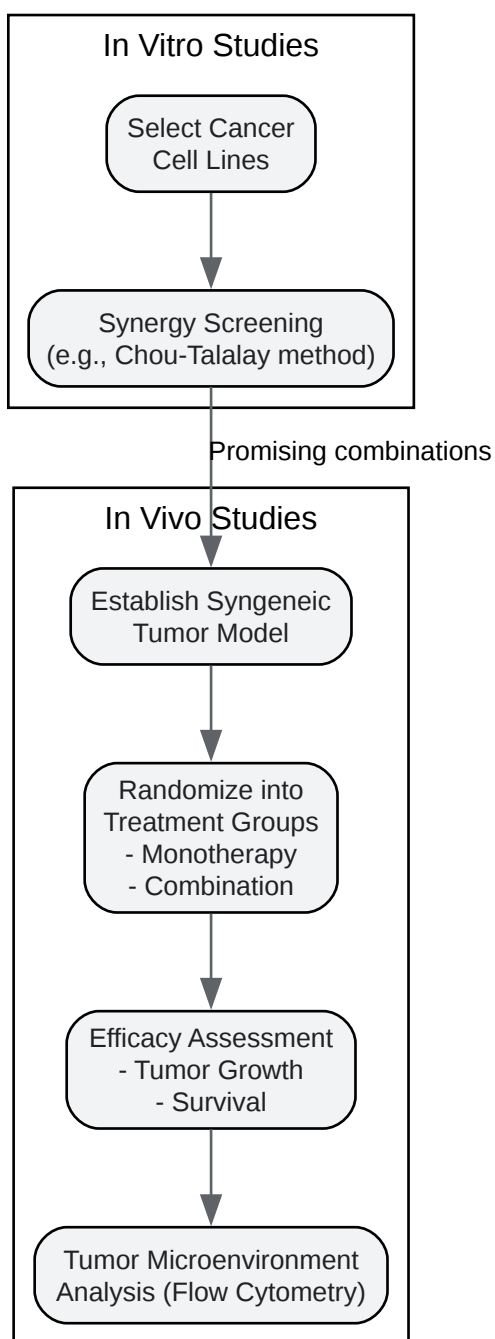 In Vitro Studies
Select Cancer
Cell Lines
Synergy Screening
(e.g., Chou-Talalay method)
Promising combinations
In Vivo Studies
Establish Syngeneic
Tumor Model
Randomize into
Treatment Groups
- Monotherapy
- Combination
Efficacy Assessment
- Tumor Growth
- Survival
Tumor Microenvironment
Analysis (Flow Cytometry)